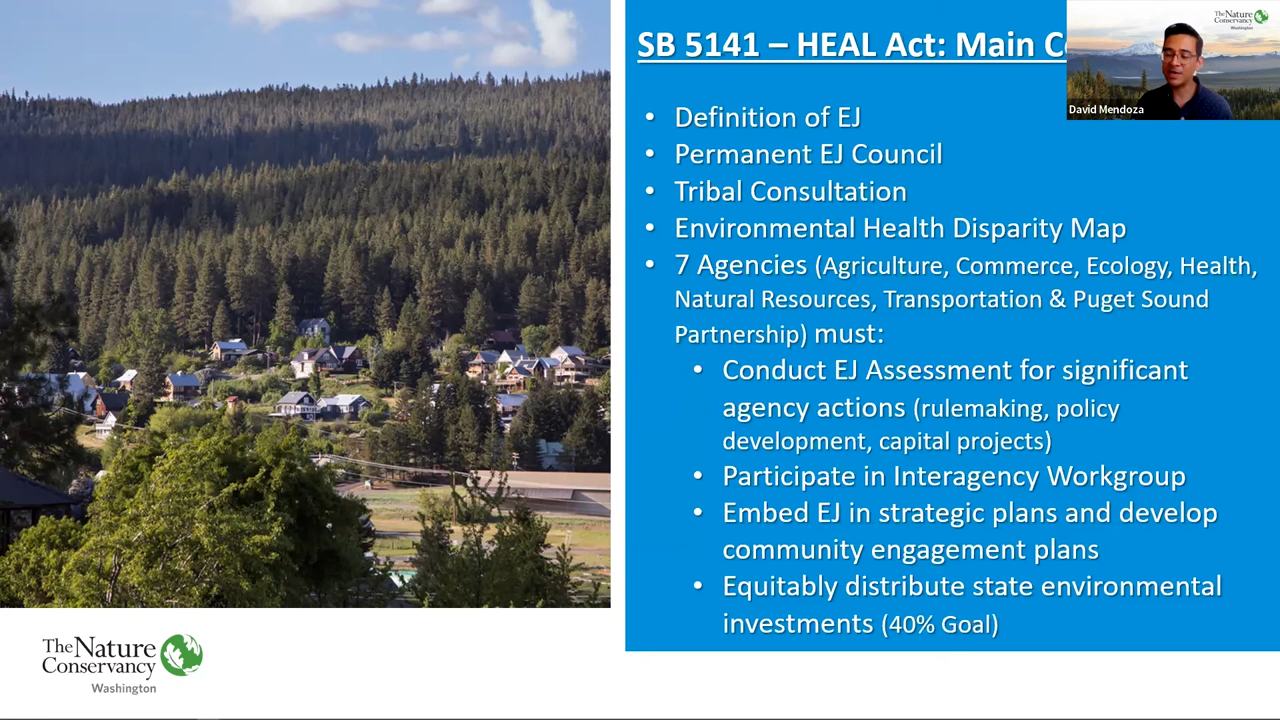 SB 5141 – HEAL Act: Main
The Nature
Conservancy
Washington
David Mendoza
• Definition of EJ
• Permanent EJ Council
• Tribal Consultation
• Environmental Health Disparity Map
• 7 Agencies (Agriculture, Commerce, Ecology, Health,
Natural Resources, Transportation & Puget Sound
Partnership) must:
• Conduct EJ Assessment for significant
agency actions (rulemaking, policy
development, capital projects)
• Participate in Interagency Workgroup
• Embed EJ in strategic plans and develop
community engagement plans
• Equitably distribute state environmental
investments (40% Goal)
The Nature
Conservancy
Washington